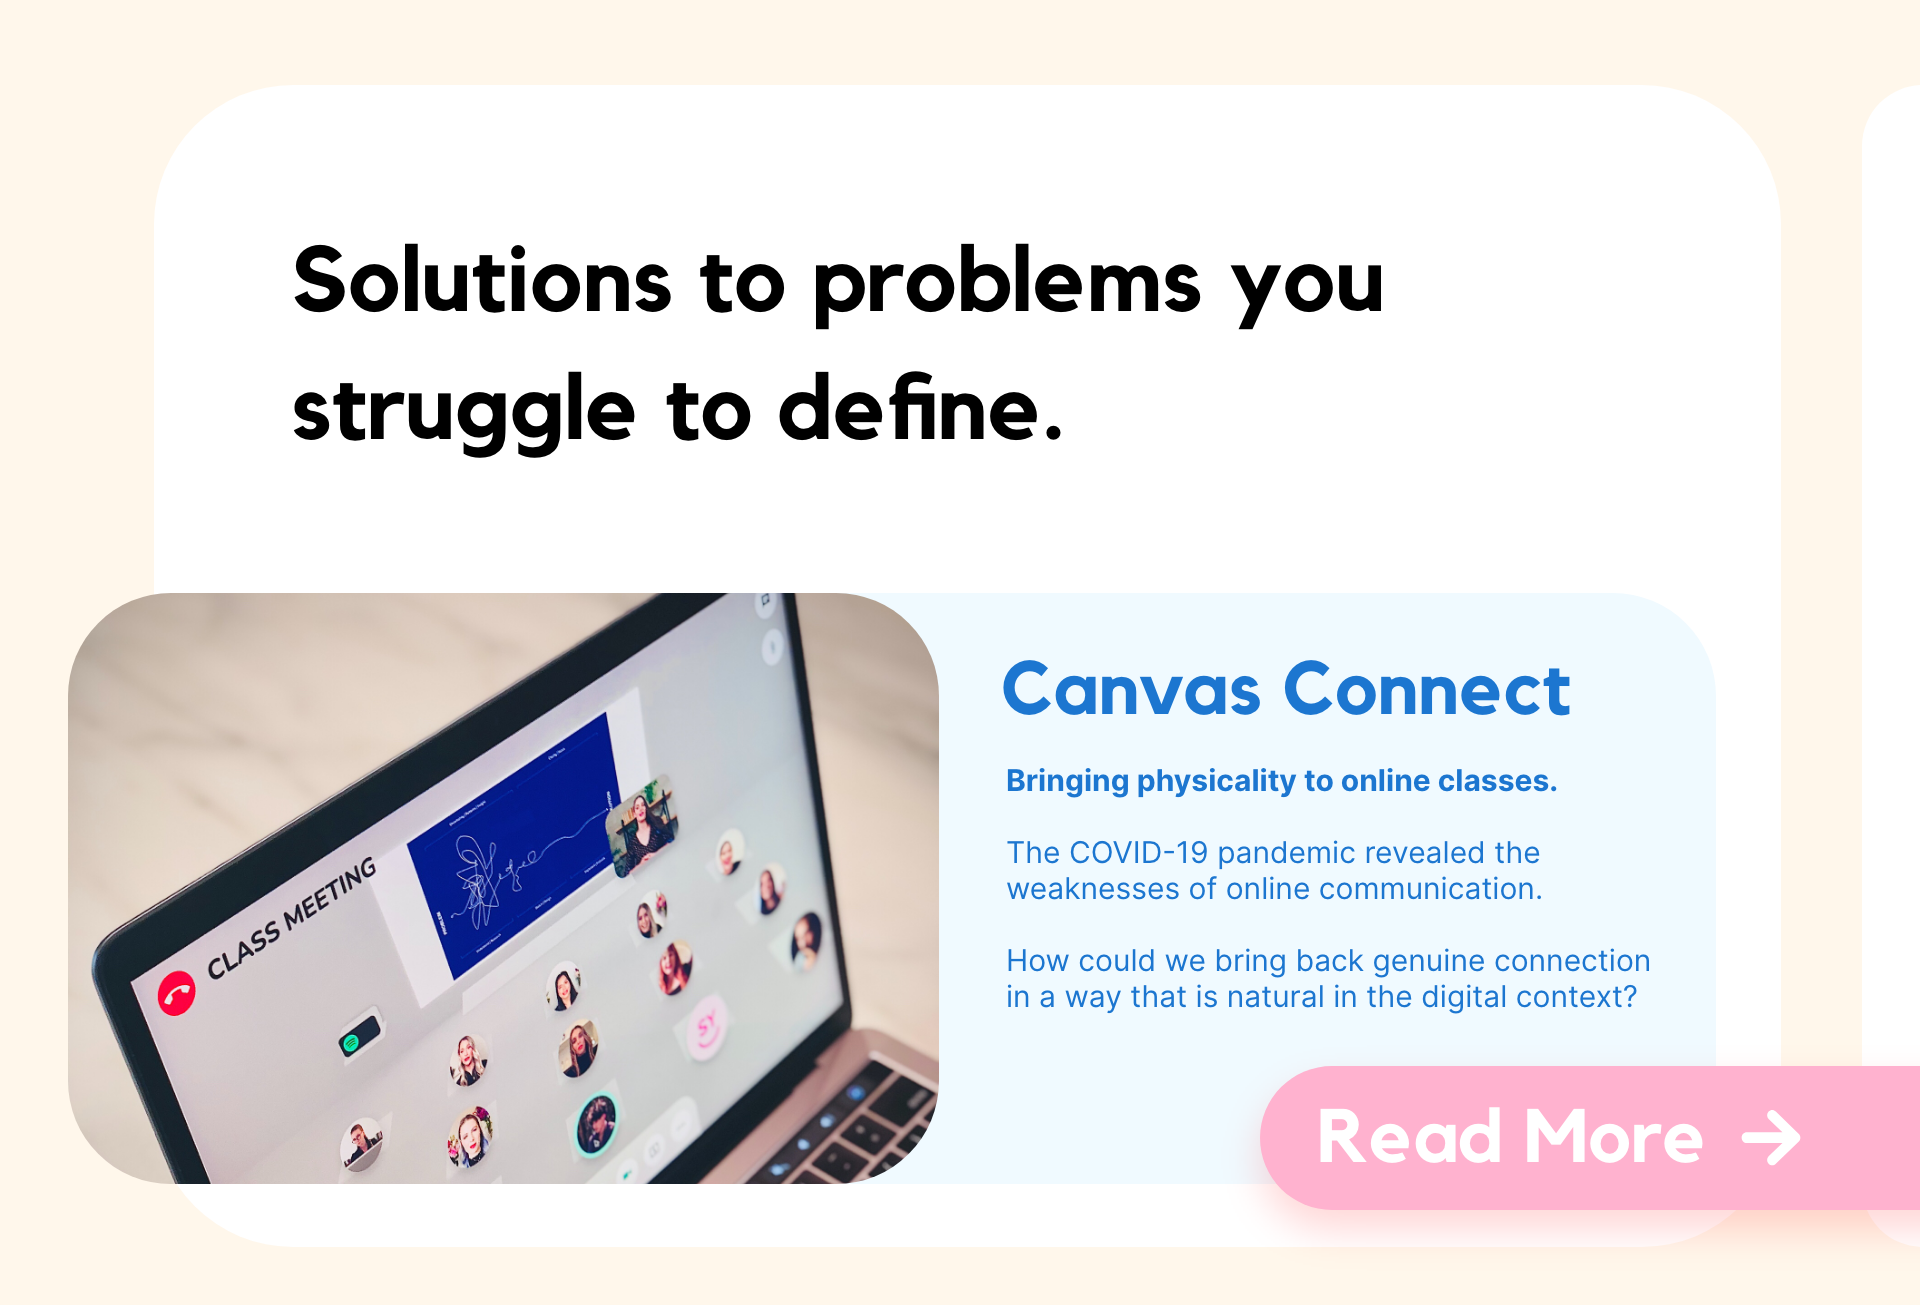 Solutions to problems you
struggle to define.
CLASS MEETING
SY
Canvas Connect
Bringing physicality to online classes.
The COVID-19 pandemic revealed the
weaknesses of online communication.
How could we bring back genuine connection
in a way that is natural in the digital context?
Read More